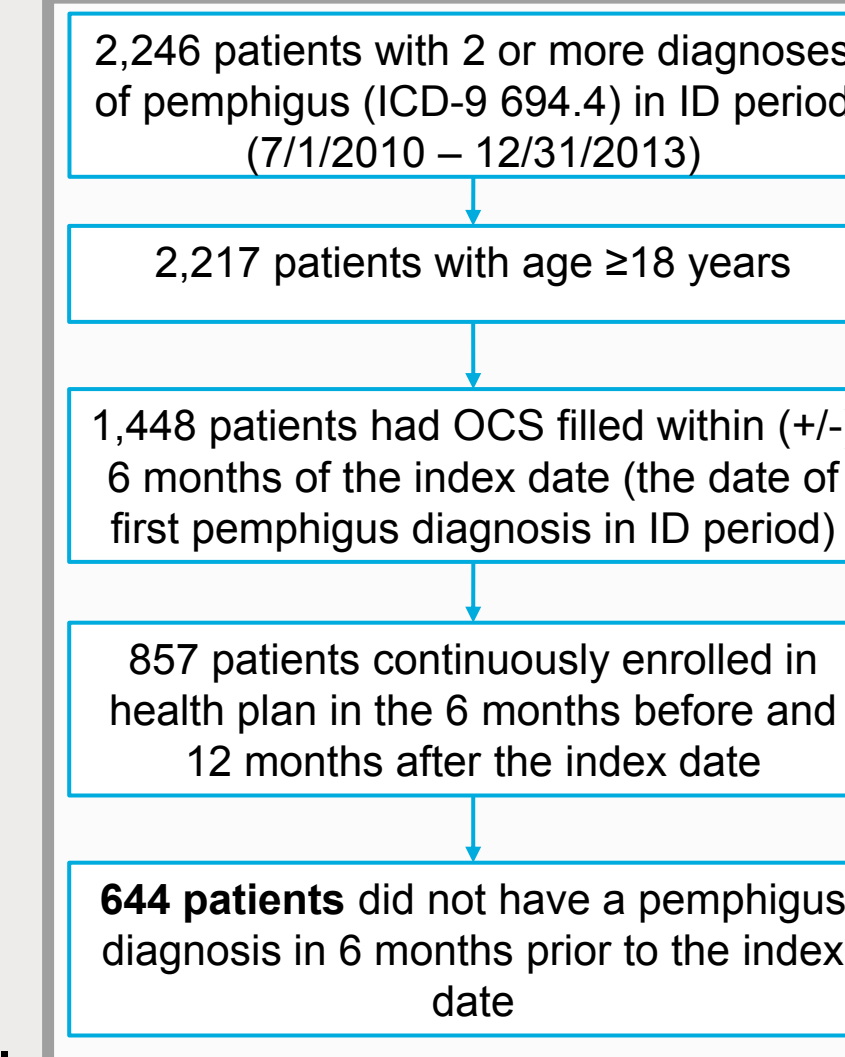 2,246 patients with 2 or more diagnoses
of pemphigus (ICD-9 694.4) in ID period
(7/1/2010 – 12/31/2013)
2,217 patients with age ≥18 years
1,448 patients had OCS filled within (+/-)
6 months of the index date (the date of
first pemphigus diagnosis in ID period)
857 patients continuously enrolled in
health plan in the 6 months before and
12 months after the index date
644 patients did not have a pemphigus
diagnosis in 6 months prior to the index
date